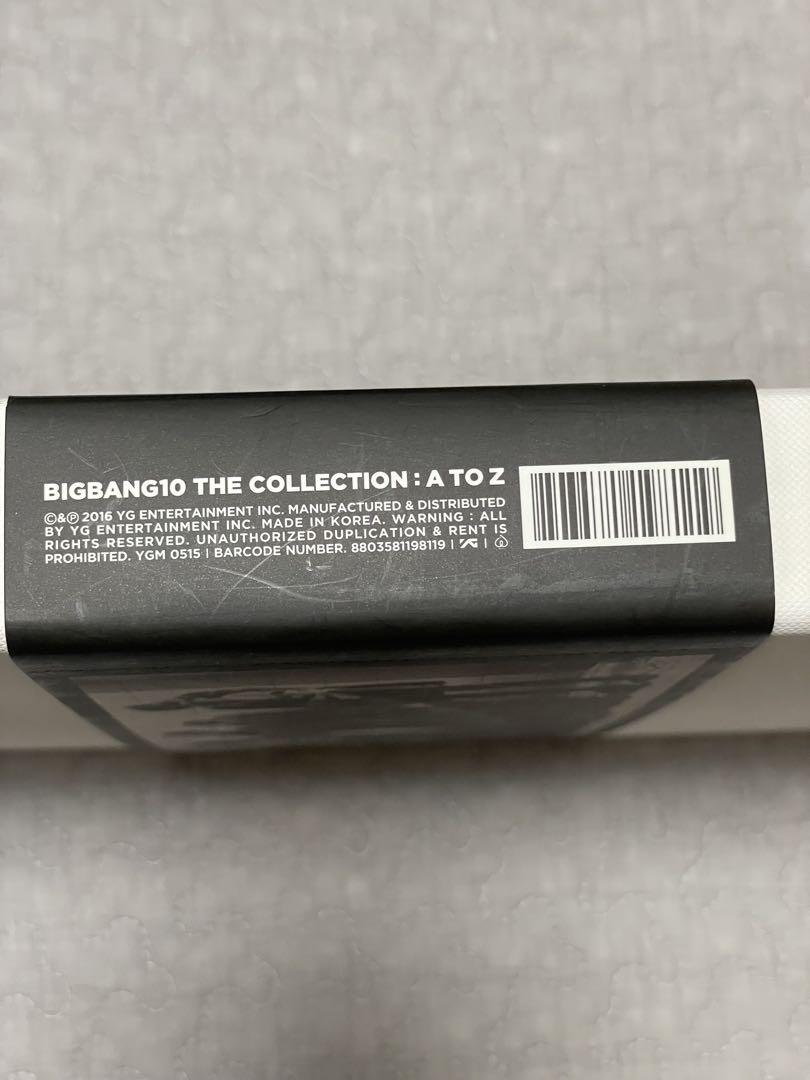 BIGBANG10 THE COLLECTION : A TO Z
©&℗ 2016 YG ENTERTAINMENT INC. MANUFACTURED & DISTRIBUTED
BY YG ENTERTAINMENT INC. MADE IN KOREA. WARNING : ALL
RIGHTS RESERVED. UNAUTHORIZED DUPLICATION & RENT IS
PROHIBITED. YGM 0515 | BARCODE NUMBER. 8803581198119 | YG |